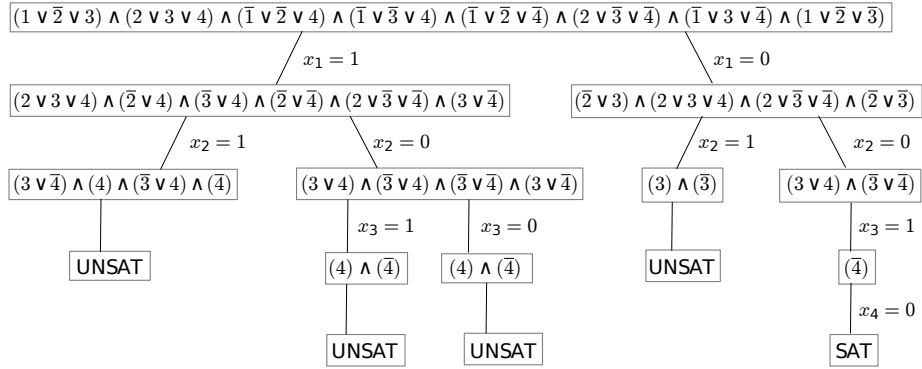 (1 ∨ 2̅ ∨ 3) ∧ (2 ∨ 3 ∨ 4) ∧ (1̅ ∨ 2̅ ∨ 4) ∧ (1̅ ∨ 3̅ ∨ 4) ∧ (1̅ ∨ 2̅ ∨ 4̅) ∧ (2 ∨ 3̅ ∨ 4̅) ∧ (1̅ ∨ 3 ∨ 4̅) ∧ (1 ∨ 2̅ ∨ 3̅)
x₁ = 1 x₁ = 0
(2 ∨ 3 ∨ 4) ∧ (2̅ ∨ 4) ∧ (3̅ ∨ 4) ∧ (2̅ ∨ 4̅) ∧ (2 ∨ 3̅ ∨ 4̅) ∧ (3 ∨ 4̅) (2̅ ∨ 3) ∧ (2 ∨ 3 ∨ 4) ∧ (2 ∨ 3̅ ∨ 4̅) ∧ (2̅ ∨ 3̅)
x₂ = 1 x₂ = 0 x₂ = 1 x₂ = 0
(3 ∨ 4̅) ∧ (4) ∧ (3̅ ∨ 4) ∧ (4̅) (3 ∨ 4) ∧ (3̅ ∨ 4) ∧ (3̅ ∨ 4̅) ∧ (3 ∨ 4̅) (3) ∧ (3̅) (3 ∨ 4) ∧ (3̅ ∨ 4̅)
x₃ = 1 x₃ = 0 x₃ = 1
UNSAT (4) ∧ (4̅) (4) ∧ (4̅) UNSAT (4̅)
x₄ = 0
UNSAT UNSAT SAT